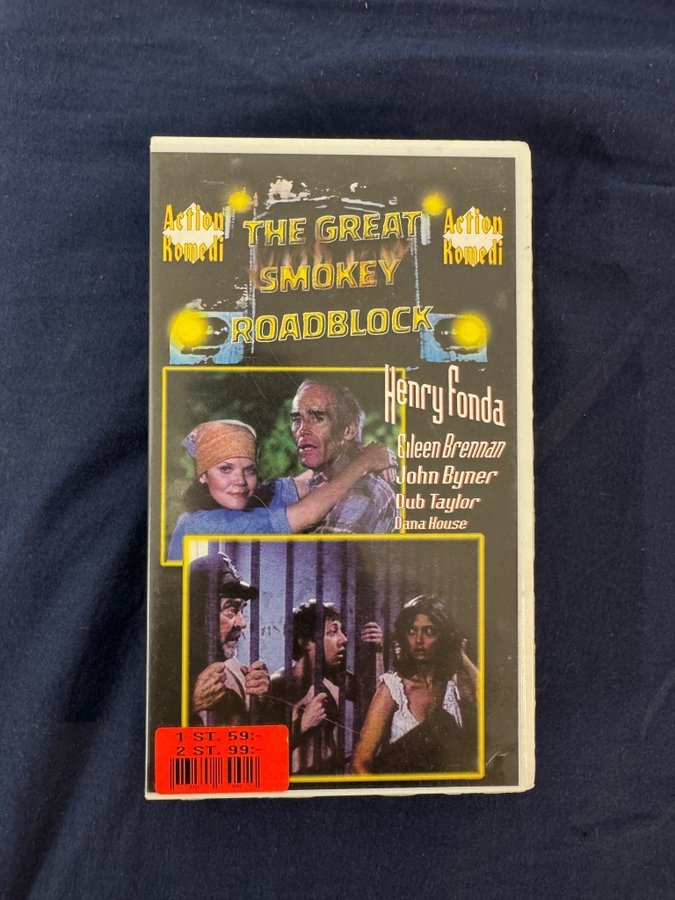 Action
Komedi
THE GREAT
SMOKEY
ROADBLOCK
Action
Komedi
Henry Fonda
Eileen Brennan
John Byner
Dub Taylor
Dana House
1 ST. 59:-
2 ST. 99:-